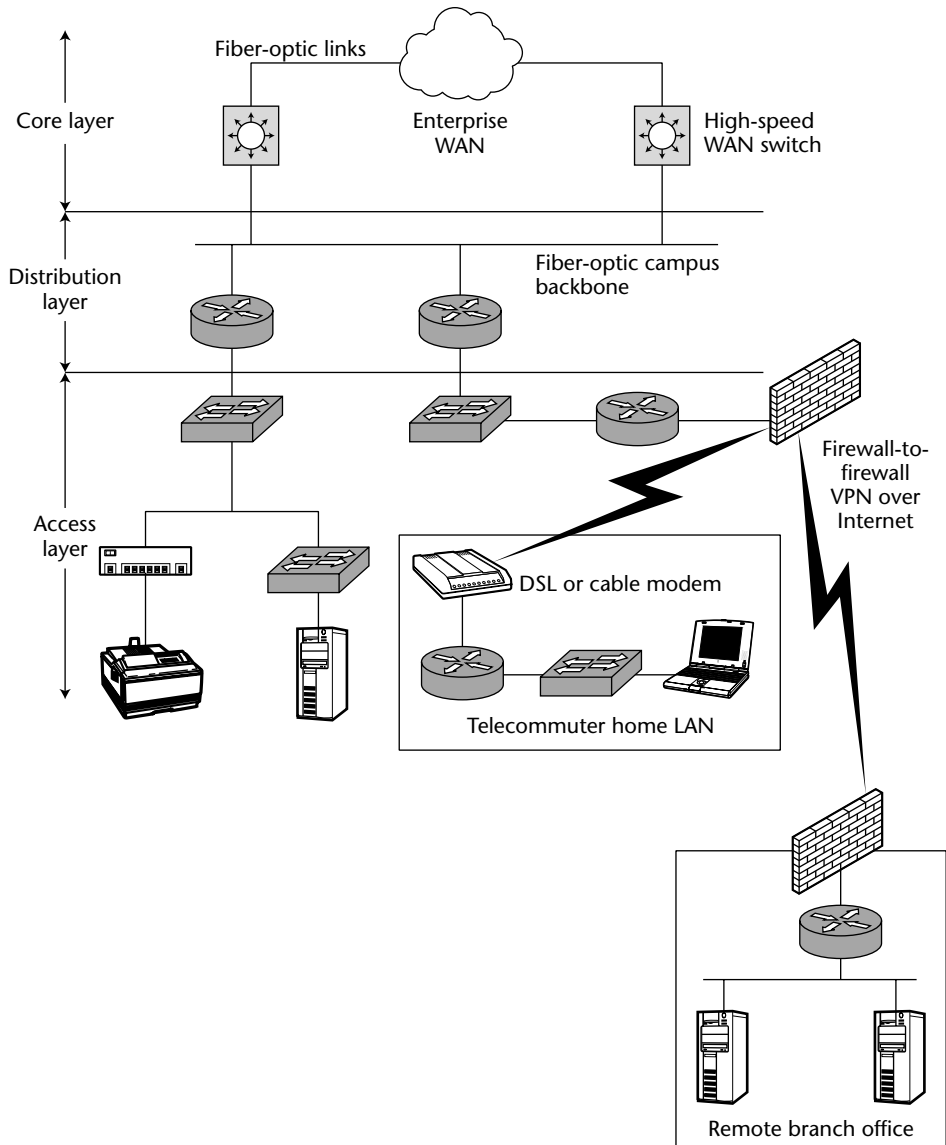 Fiber-optic links
Core layer
Enterprise
WAN
High-speed
WAN switch
Distribution
layer
Fiber-optic campus
backbone
Firewall-to-
firewall
VPN over
Internet
Access
layer
DSL or cable modem
Telecommuter home LAN
Remote branch office